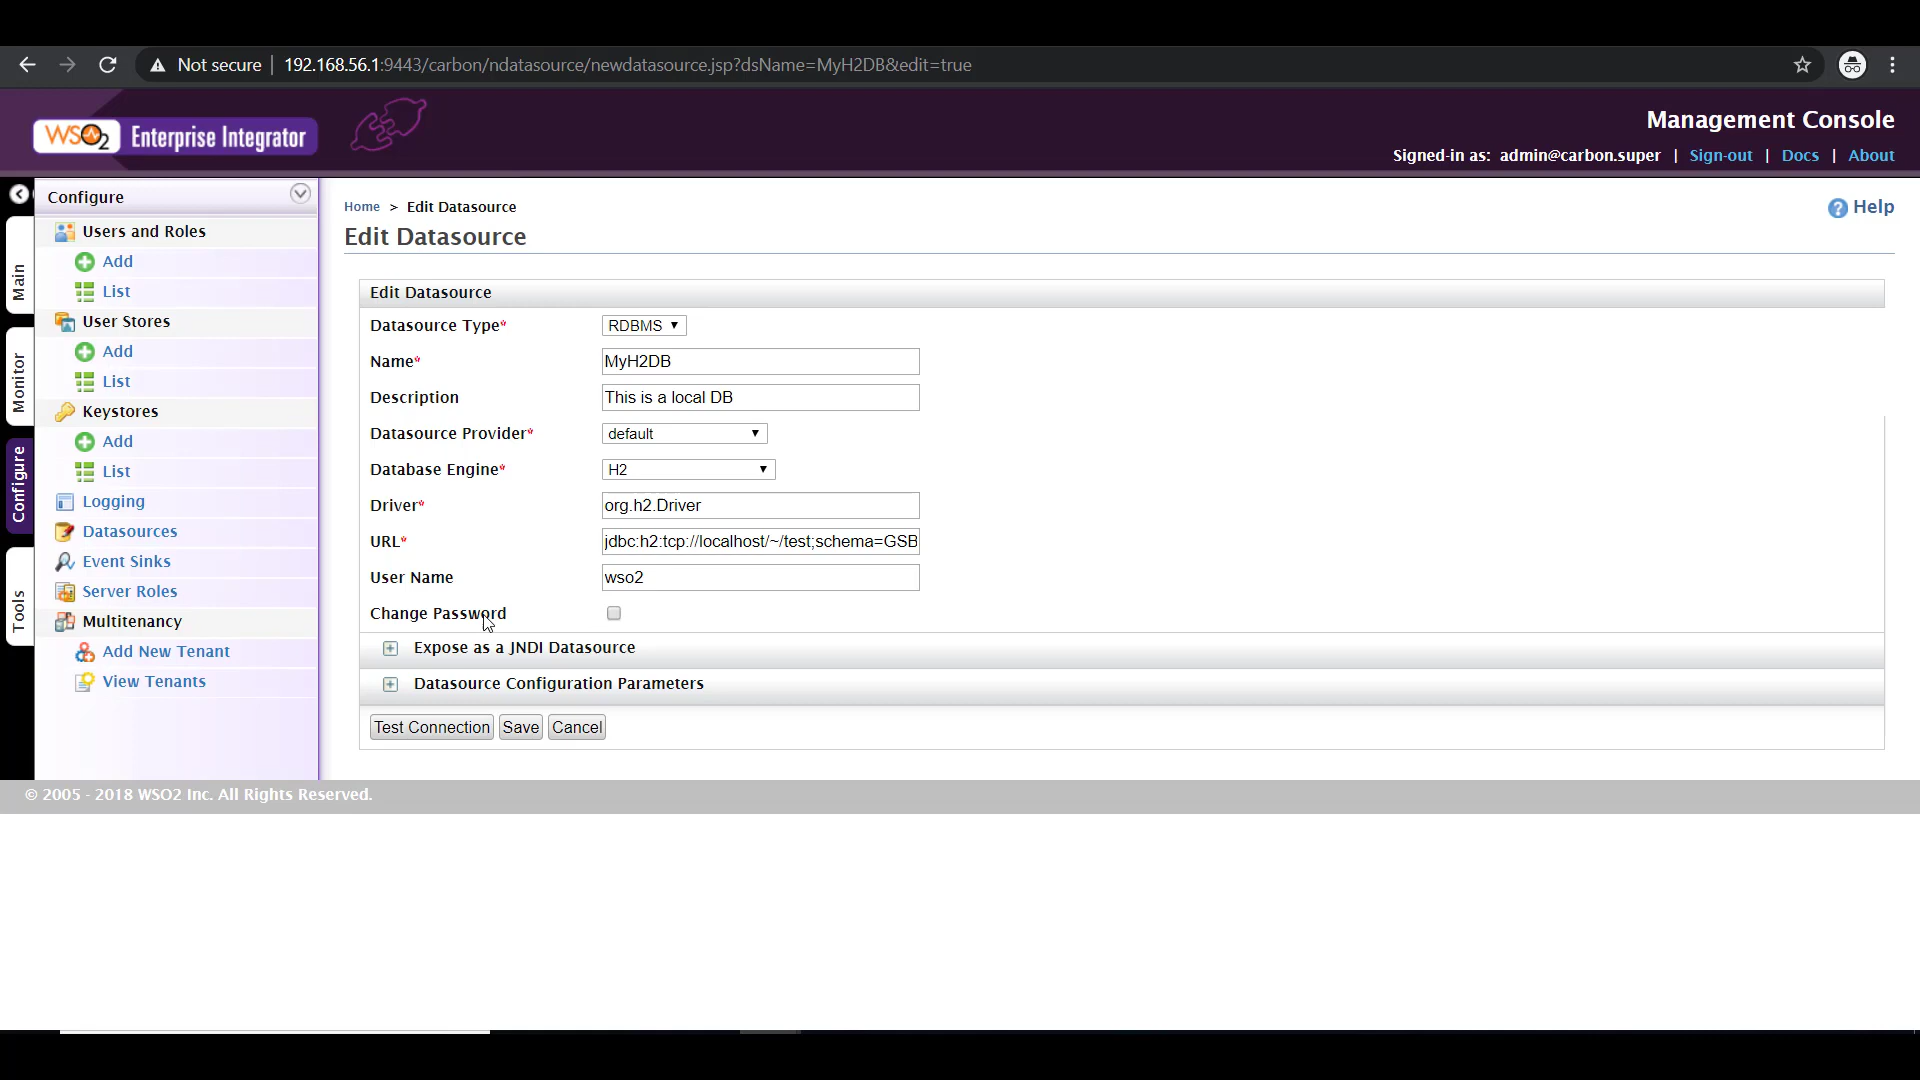 Not secure | 192.168.56.1:9443/carbon/ndatasource/newdatasource.jsp?dsName=MyH2DB&edit=true
WSO2 Enterprise Integrator
Management Console
Signed-in as: admin@carbon.super | Sign-out | Docs | About
Main
Monitor
Configure
Tools
Configure
Users and Roles
Add
List
User Stores
Add
List
Keystores
Add
List
Logging
Datasources
Event Sinks
Server Roles
Multitenancy
Add New Tenant
View Tenants
Home > Edit Datasource
Help
Edit Datasource
Edit Datasource
Datasource Type* RDBMS
Name* MyH2DB
Description This is a local DB
Datasource Provider* default
Database Engine* H2
Driver* org.h2.Driver
URL* jdbc:h2:tcp://localhost/~/test;schema=GSB
User Name wso2
Change Password
Expose as a JNDI Datasource
Datasource Configuration Parameters
Test Connection Save Cancel
© 2005 - 2018 WSO2 Inc. All Rights Reserved.